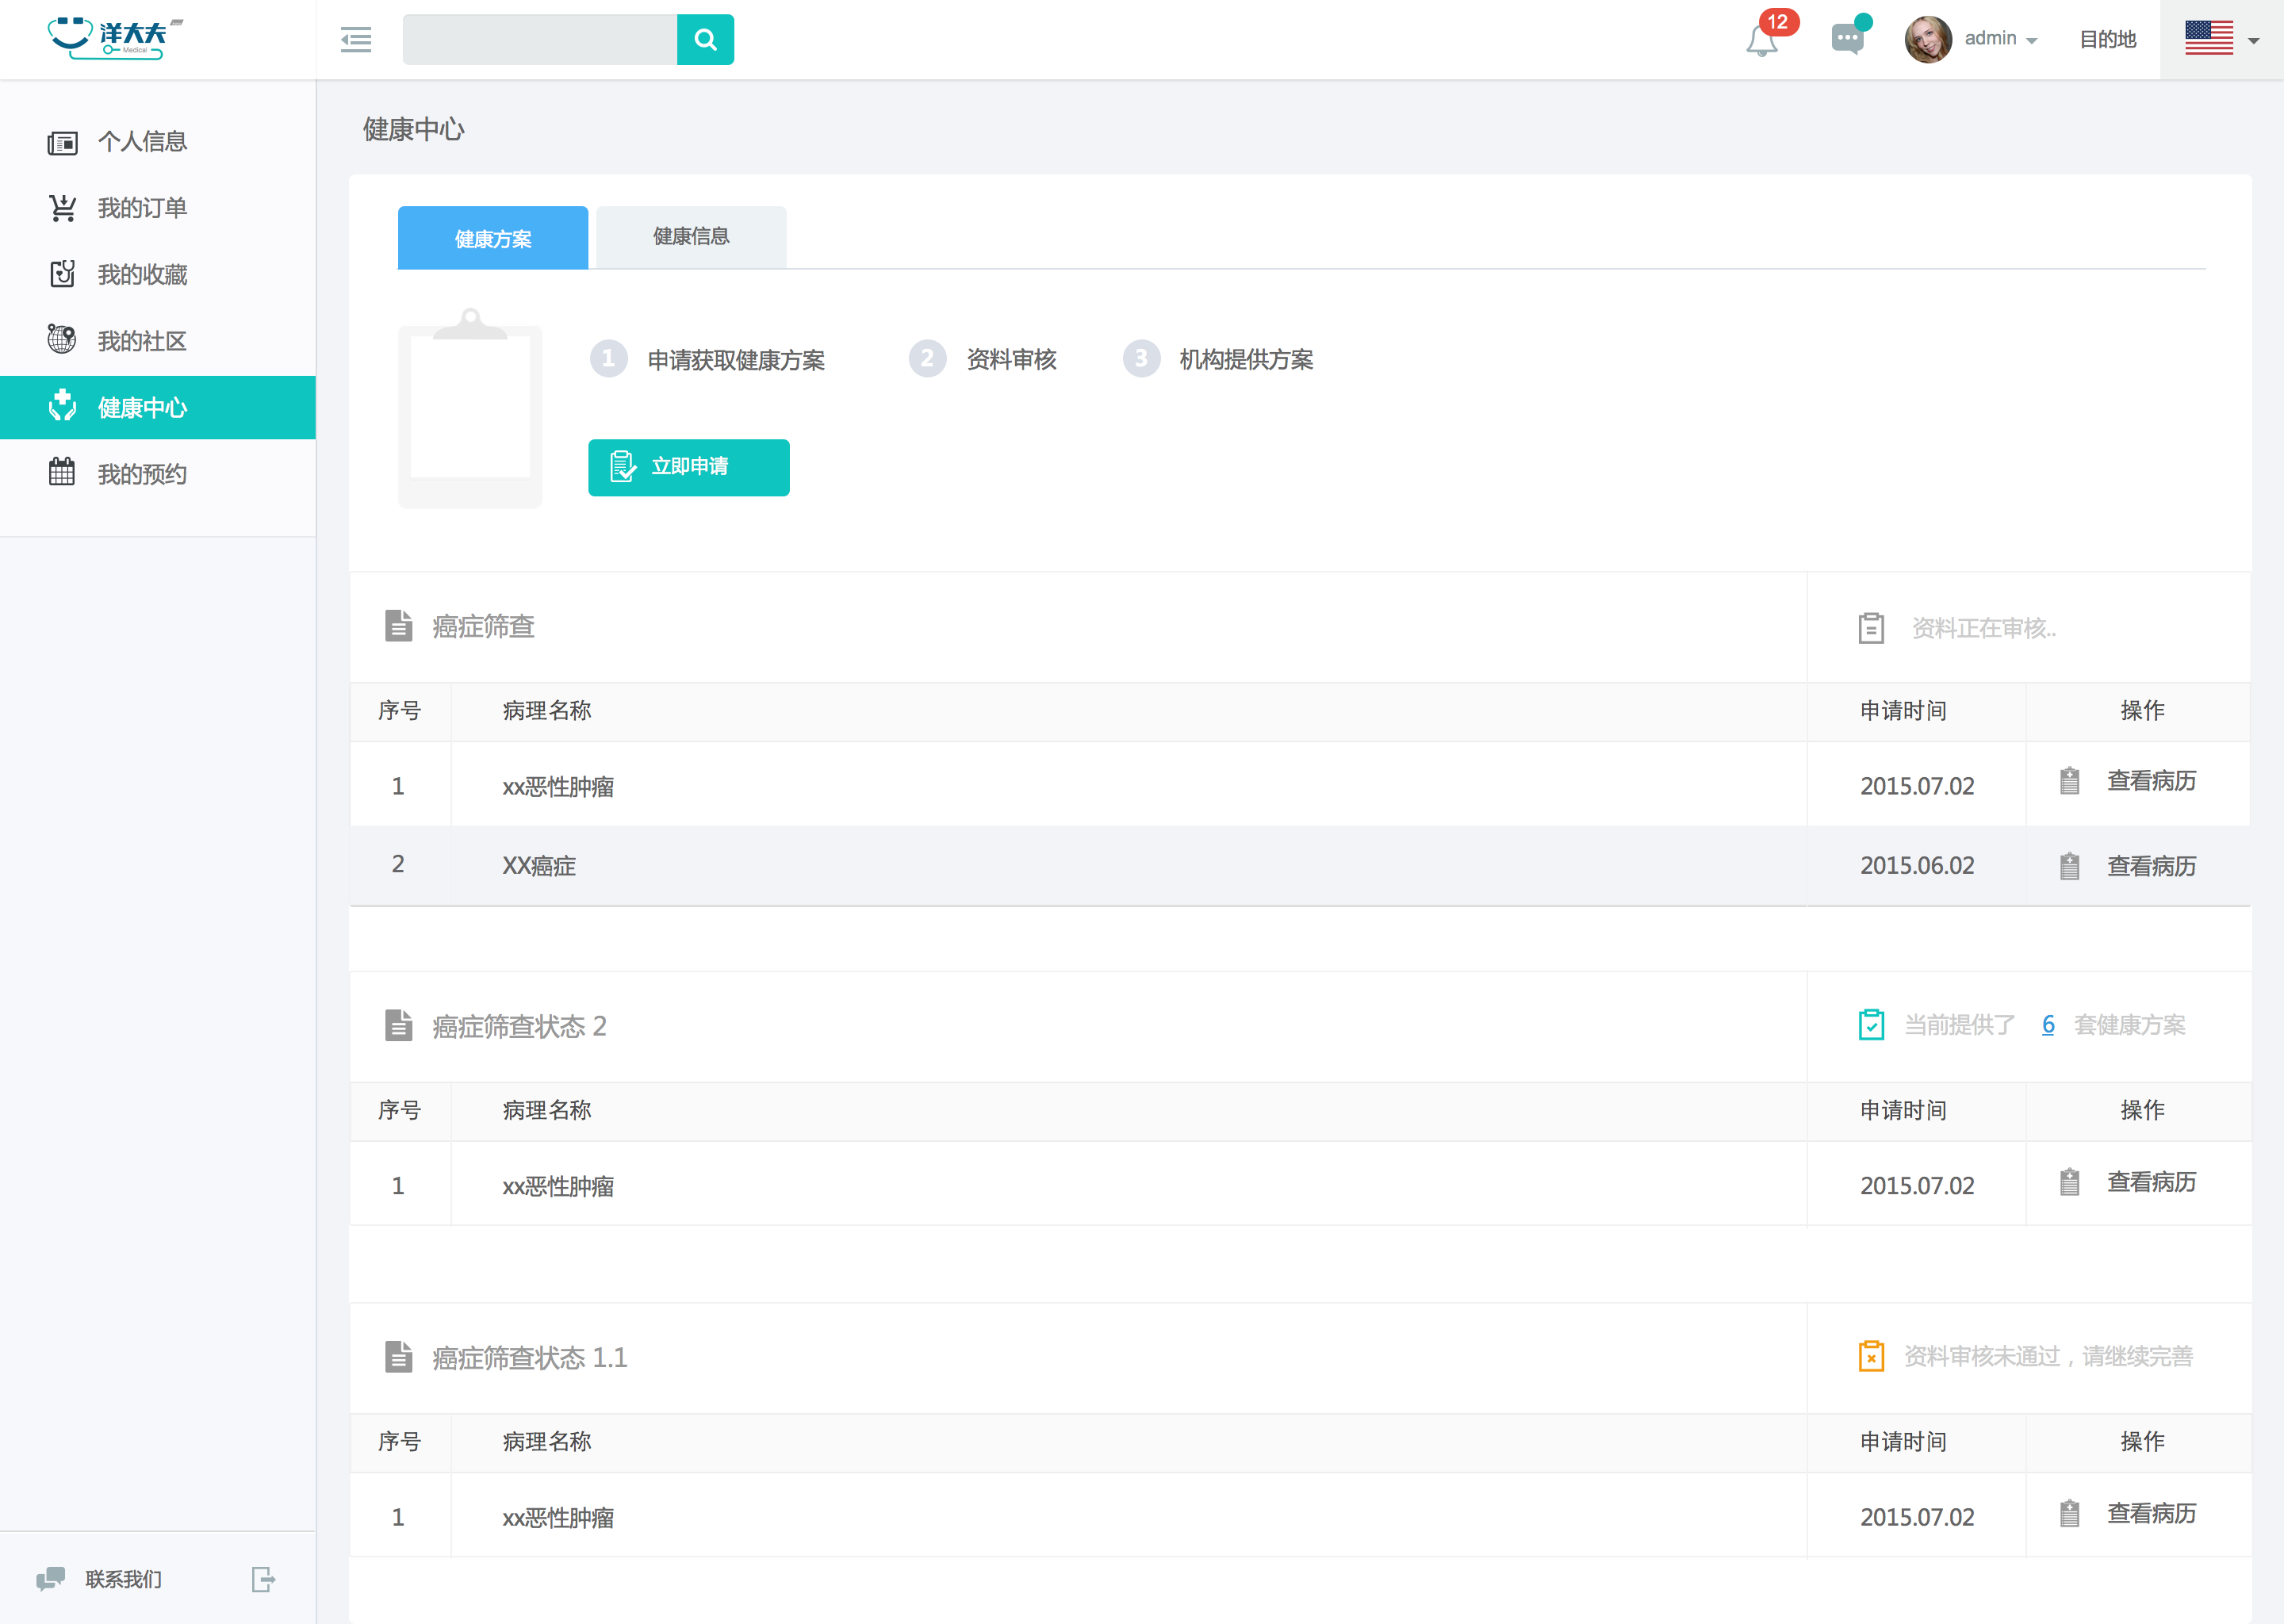 洋大夫
Medical
12
admin
目的地
个人信息
我的订单
我的收藏
我的社区
健康中心
我的预约
联系我们
健康中心
健康方案 健康信息
1 申请获取健康方案 2 资料审核 3 机构提供方案
立即申请
癌症筛查 资料正在审核..
序号 病理名称 申请时间 操作
1 xx恶性肿瘤 2015.07.02 查看病历
2 XX癌症 2015.06.02 查看病历
癌症筛查状态 2 当前提供了 6 套健康方案
序号 病理名称 申请时间 操作
1 xx恶性肿瘤 2015.07.02 查看病历
癌症筛查状态 1.1 资料审核未通过，请继续完善
序号 病理名称 申请时间 操作
1 xx恶性肿瘤 2015.07.02 查看病历